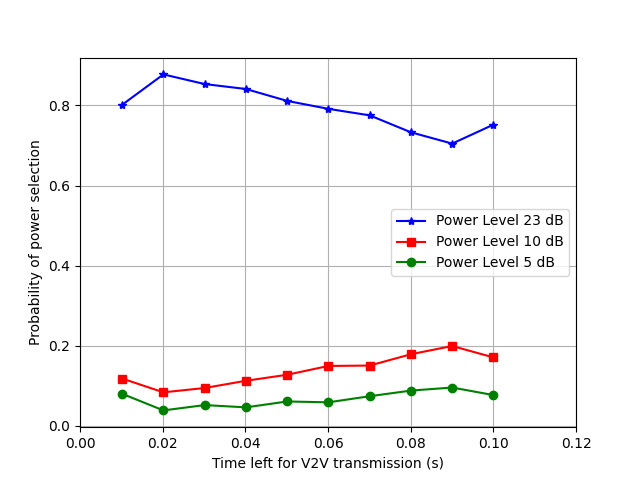 0.8
0.6
0.4
0.2
0.0
Probability of power selection
Power Level 23 dB
Power Level 10 dB
Power Level 5 dB
0.00 0.02 0.04 0.06 0.08 0.10 0.12
Time left for V2V transmission (s)